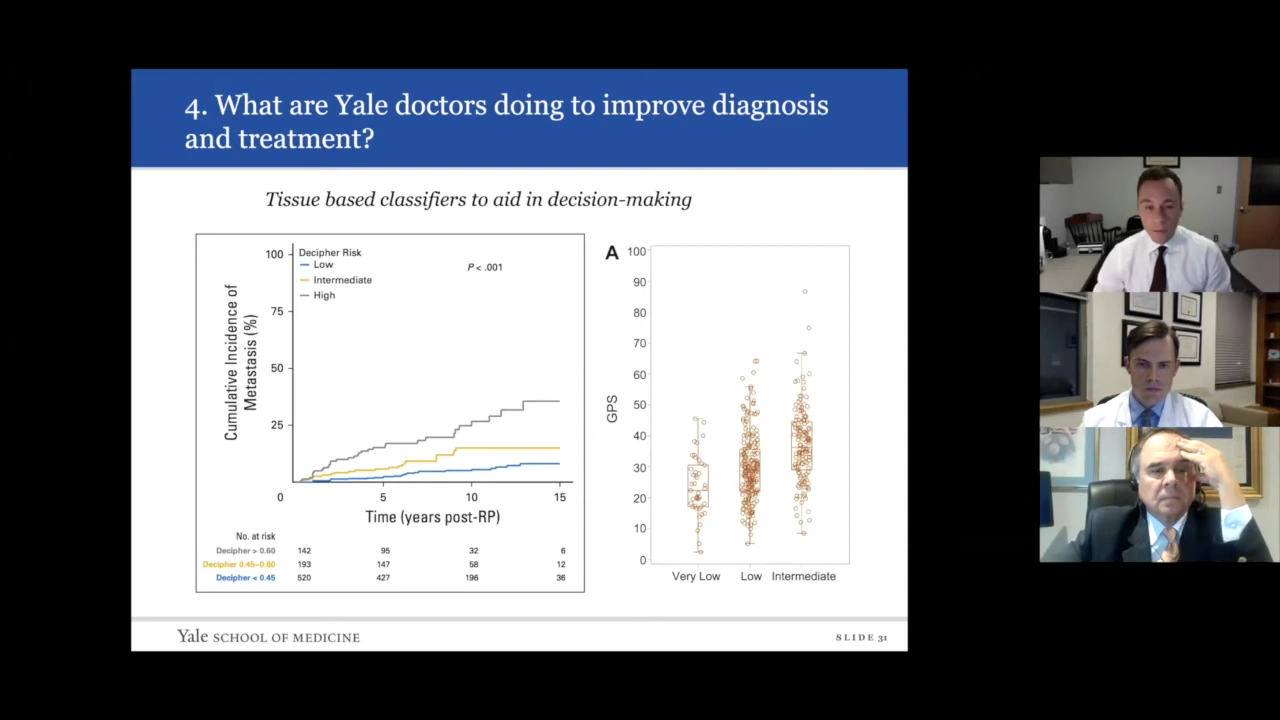 4. What are Yale doctors doing to improve diagnosis
and treatment?
Tissue based classifiers to aid in decision-making
Cumulative Incidence of
Metastasis (%)
100
75
50
25
0
5
10
15
Decipher Risk
Low
Intermediate
High
P < .001
Time (years post-RP)
No. at risk
Decipher > 0.60 142 95 32 6
Decipher 0.45–0.60 193 147 58 12
Decipher < 0.45 520 427 196 36
A
GPS
100
90
80
70
60
50
40
30
20
10
0
Very Low Low Intermediate
Yale SCHOOL OF MEDICINE
SLIDE 31